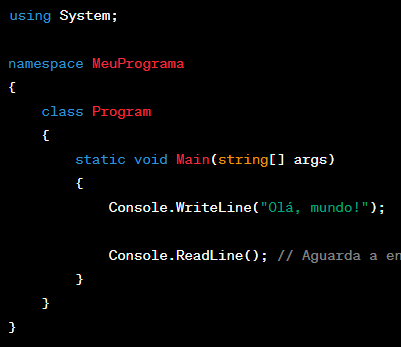 using System;
namespace MeuPrograma
{
class Program
{
static void Main(string[] args)
{
Console.WriteLine("Olá, mundo!");
Console.ReadLine(); // Aguarda a en
}
}
}